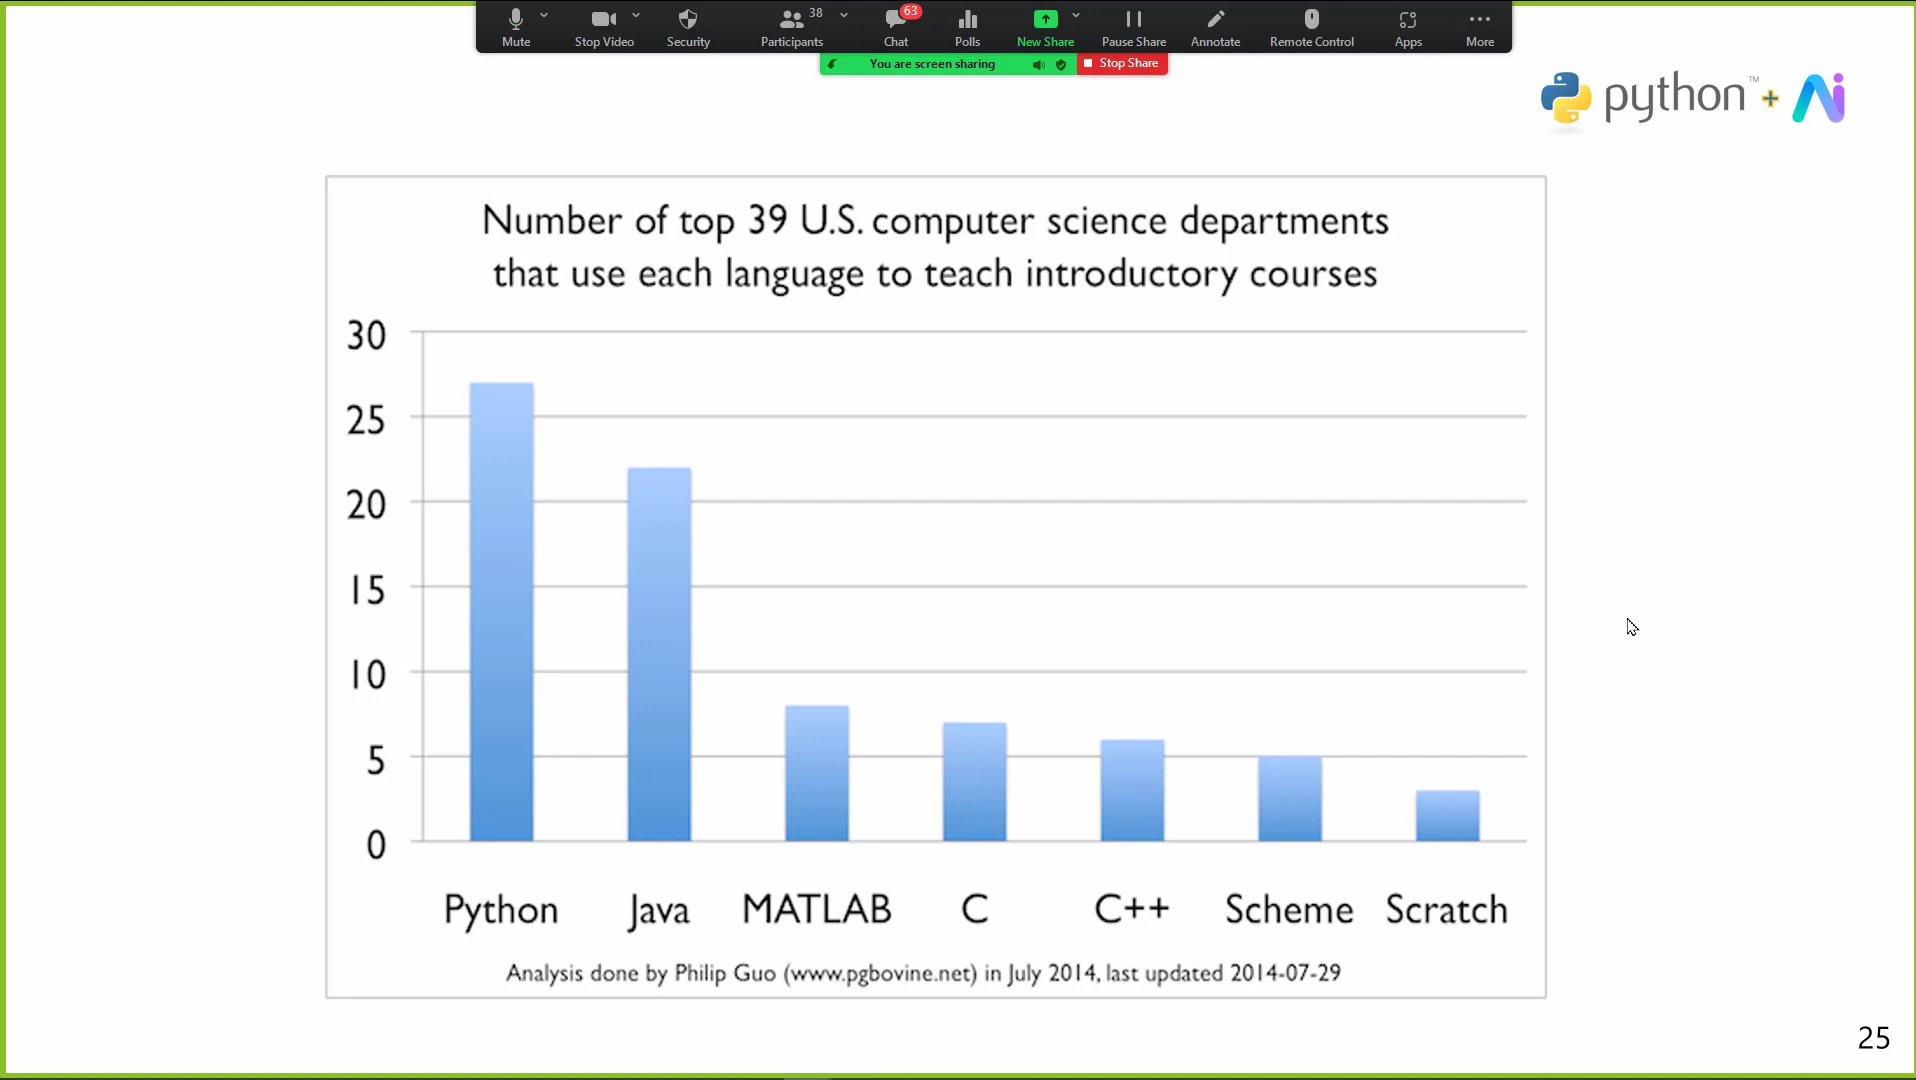 Mute
Stop Video
Security
Participants
38
Chat
63
Polls
New Share
Pause Share
Annotate
Remote Control
Apps
More
You are screen sharing
Stop Share
python™ + Ai
Number of top 39 U.S. computer science departments
that use each language to teach introductory courses
30
25
20
15
10
5
0
Python Java MATLAB C C++ Scheme Scratch
Analysis done by Philip Guo (www.pgbovine.net) in July 2014, last updated 2014-07-29
25